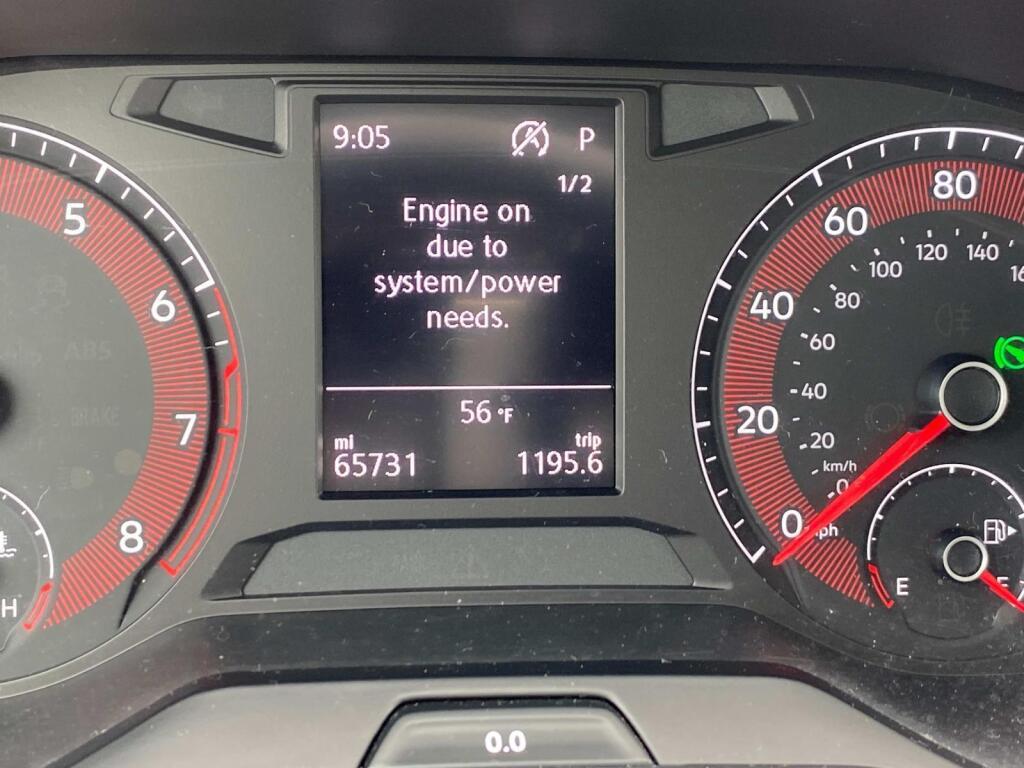 9:05 P
1/2
Engine on
due to
system/power
needs.
56 °F
mi trip
65731 1195.6
5
6
7
8
H
ABS
BRAKE
80
60
40
20
0 mph
160
140
120
100
80
60
40
20
km/h
0
E F
0.0